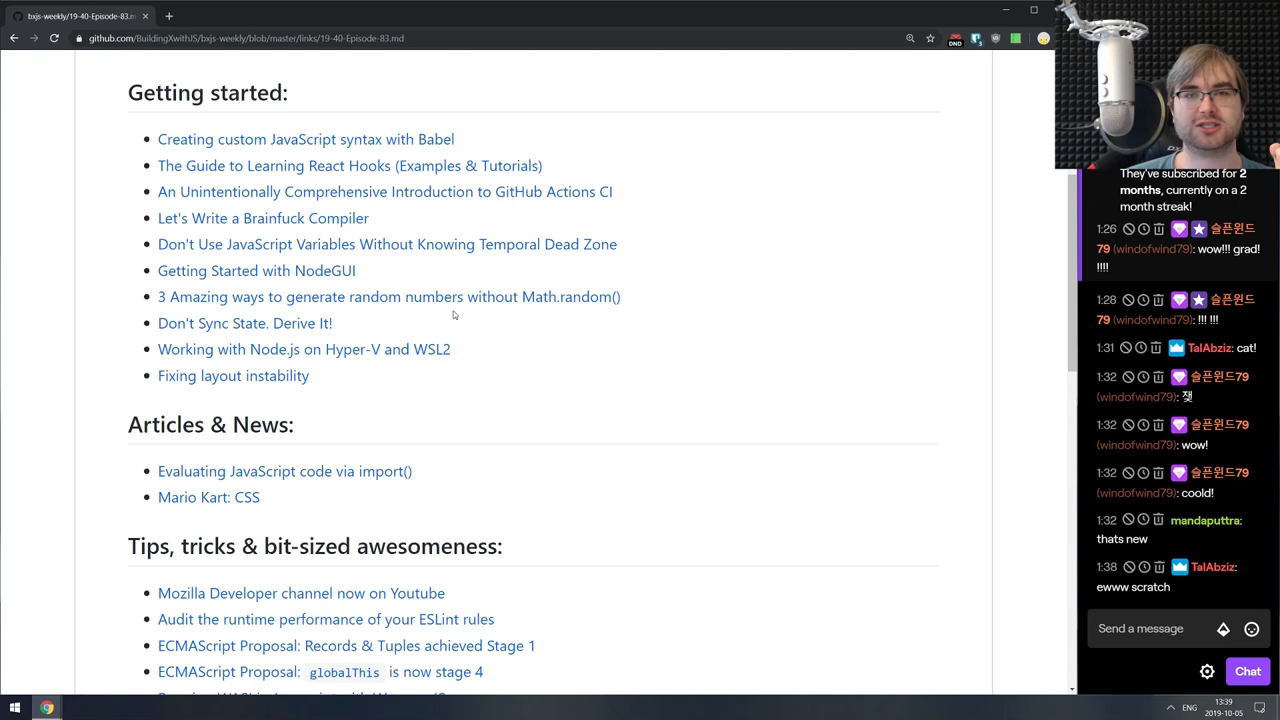 bxjs-weekly/19-40-Episode-83.m
github.com/BuildingXwithJS/bxjs-weekly/blob/master/links/19-40-Episode-83.md
DND
Getting started:
Creating custom JavaScript syntax with Babel
The Guide to Learning React Hooks (Examples & Tutorials)
An Unintentionally Comprehensive Introduction to GitHub Actions CI
Let's Write a Brainfuck Compiler
Don't Use JavaScript Variables Without Knowing Temporal Dead Zone
Getting Started with NodeGUI
3 Amazing ways to generate random numbers without Math.random()
Don't Sync State. Derive It!
Working with Node.js on Hyper-V and WSL2
Fixing layout instability
Articles & News:
Evaluating JavaScript code via import()
Mario Kart: CSS
Tips, tricks & bit-sized awesomeness:
Mozilla Developer channel now on Youtube
Audit the runtime performance of your ESLint rules
ECMAScript Proposal: Records & Tuples achieved Stage 1
ECMAScript Proposal: globalThis is now stage 4
They've subscribed for 2
months, currently on a 2
month streak!
1:26 슬픈윈드
79 (windofwind79): wow!!! grad!
!!!!
1:28 슬픈윈드
79 (windofwind79): !!! !!!
1:31 TalAbziz: cat!
1:32 슬픈윈드79
(windofwind79):
1:32 슬픈윈드79
(windofwind79): wow!
1:32 슬픈윈드79
(windofwind79): coold!
1:32 mandaputtra:
thats new
1:38 TalAbziz:
ewww scratch
Send a message
Chat
ENG
13:39
2019-10-05